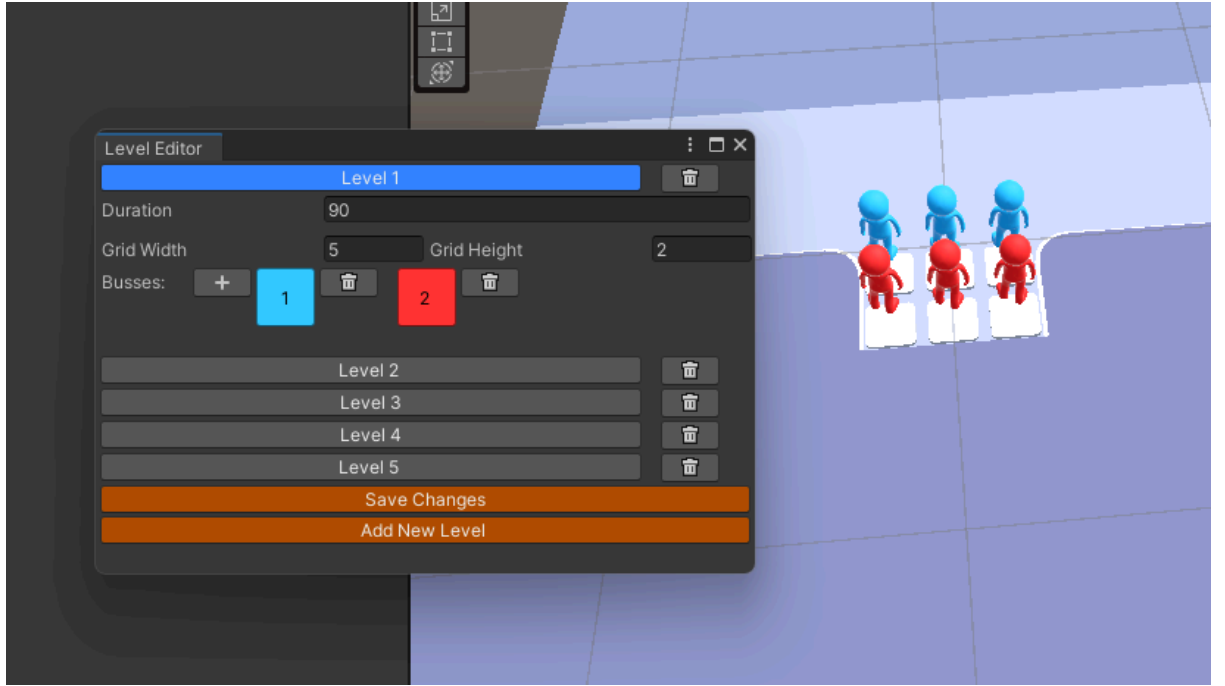 Level Editor
Level 1
Duration 90
Grid Width 5 Grid Height 2
Busses: + 1 2
Level 2
Level 3
Level 4
Level 5
Save Changes
Add New Level